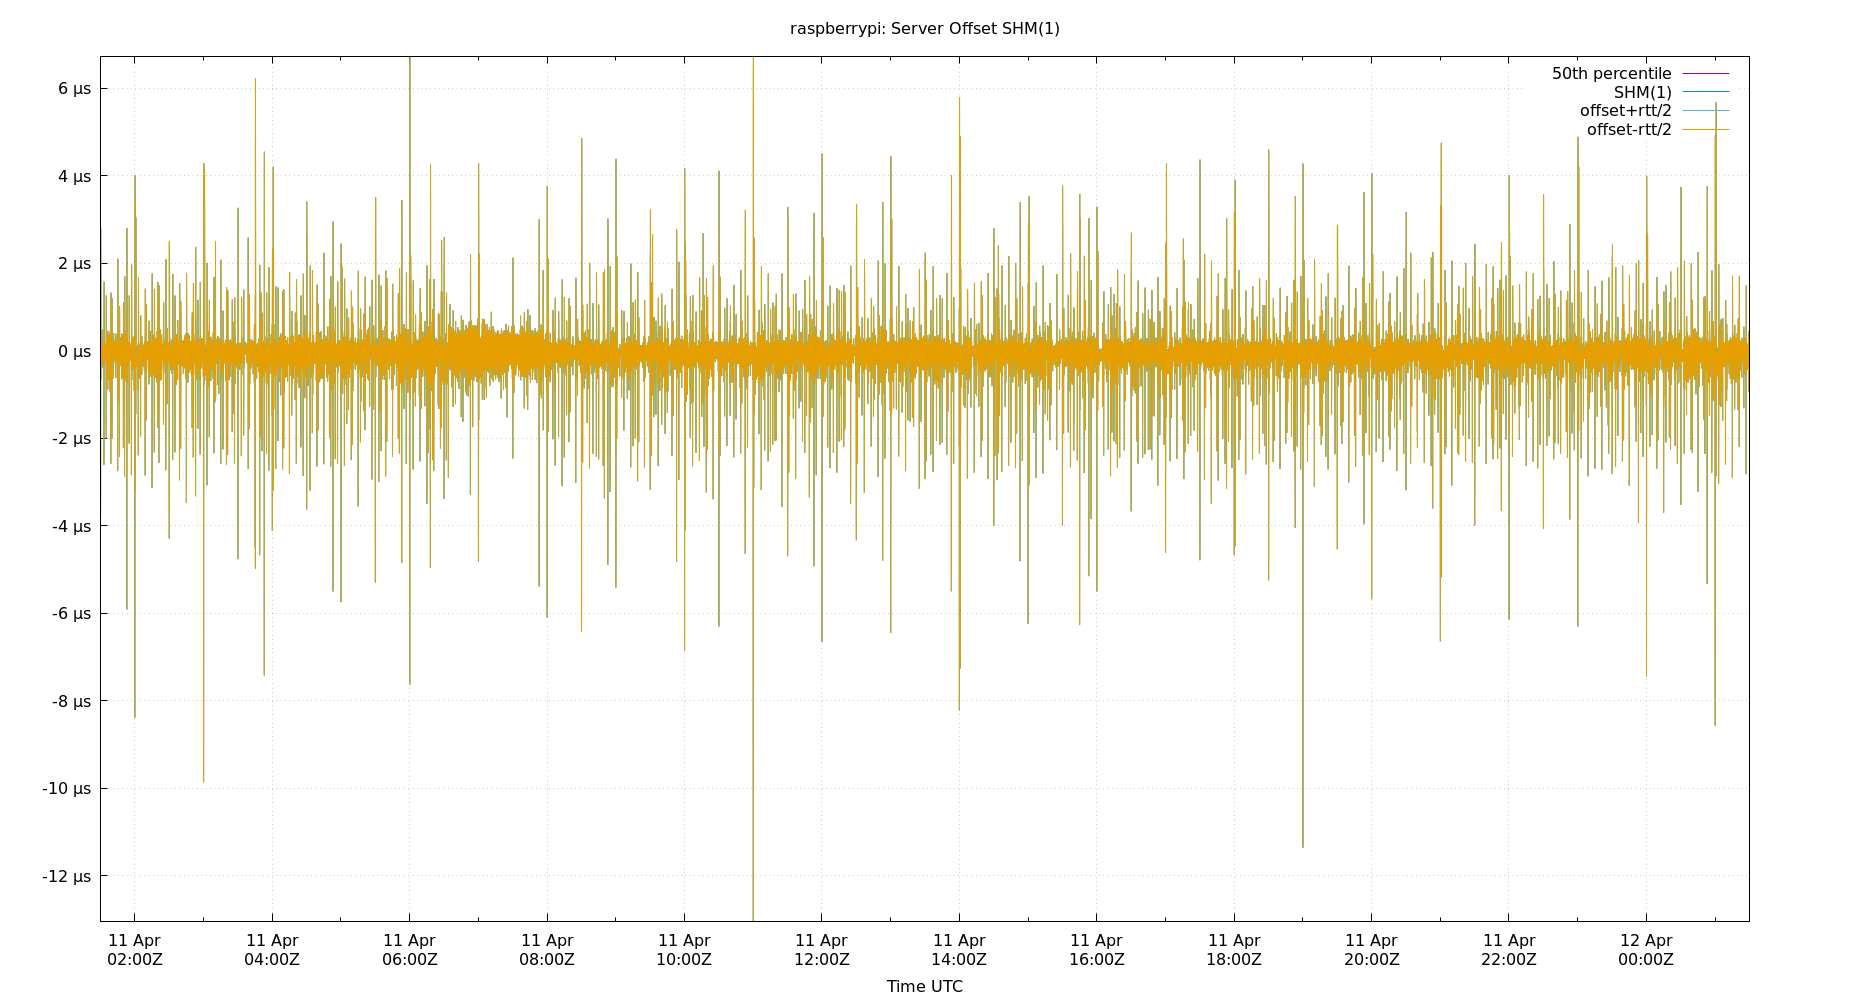 raspberrypi: Server Offset SHM(1)
50th percentile
SHM(1)
offset+rtt/2
offset-rtt/2
6 µs
4 µs
2 µs
0 µs
-2 µs
-4 µs
-6 µs
-8 µs
-10 µs
-12 µs
11 Apr 11 Apr 11 Apr 11 Apr 11 Apr 11 Apr 11 Apr 11 Apr 11 Apr 11 Apr 11 Apr 12 Apr
02:00Z 04:00Z 06:00Z 08:00Z 10:00Z 12:00Z 14:00Z 16:00Z 18:00Z 20:00Z 22:00Z 00:00Z
Time UTC